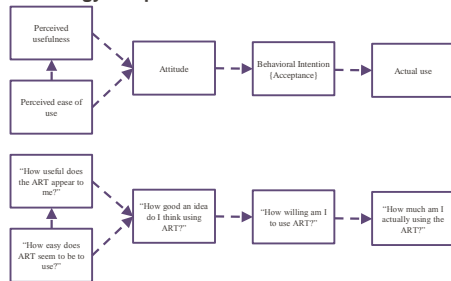 Perceived
usefulness
Attitude
Behavioral Intention
[Acceptance]
Actual use
Perceived ease of
use
“How useful does
the ART appear to
me?”
“How good an idea
do I think using
ART?”
“How willing am I
to use ART?”
“How much am I
actually using the
ART?”
“How easy does
ART seem to be to
use?”